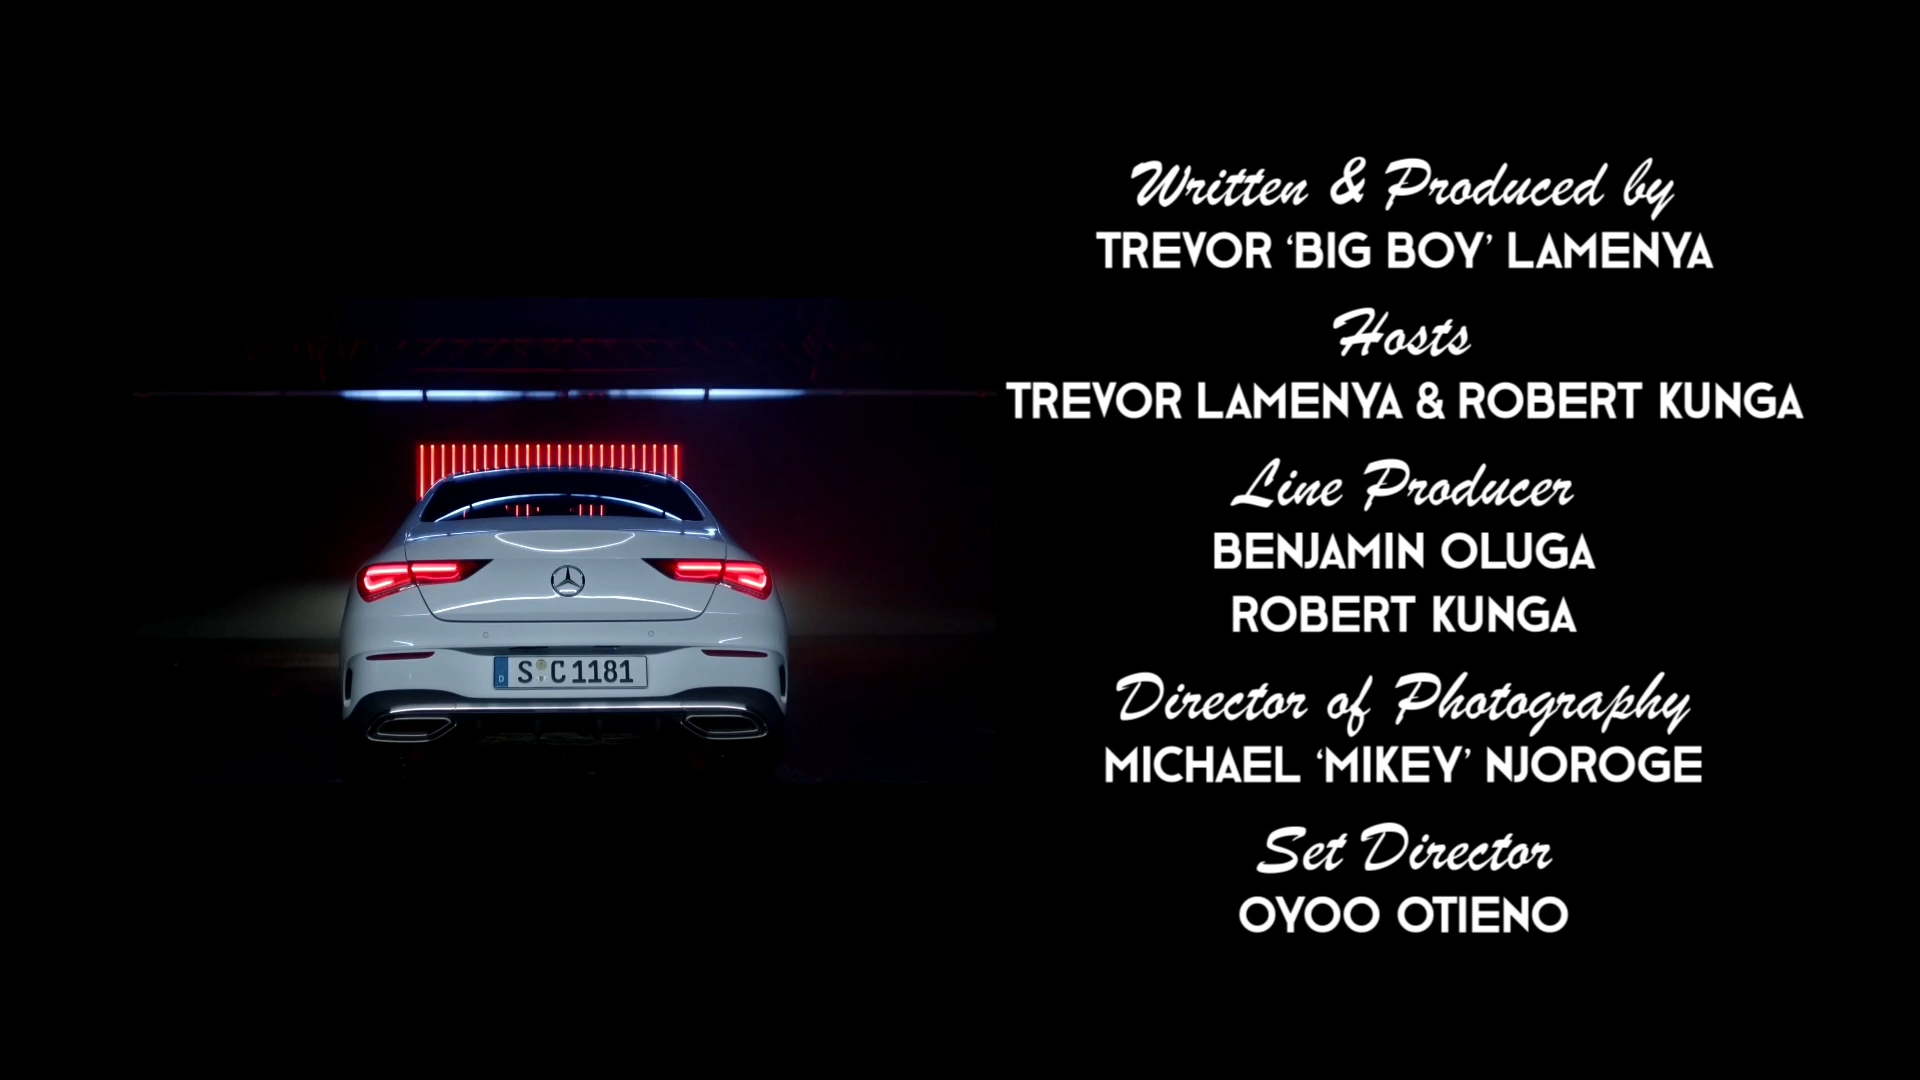 Written & Produced by
TREVOR ‘BIG BOY’ LAMENYA
Hosts
TREVOR LAMENYA & ROBERT KUNGA
Line Producer
BENJAMIN OLUGA
ROBERT KUNGA
Director of Photography
MICHAEL ‘MIKEY’ NJOROGE
Set Director
OYOO OTIENO
D S C 1181